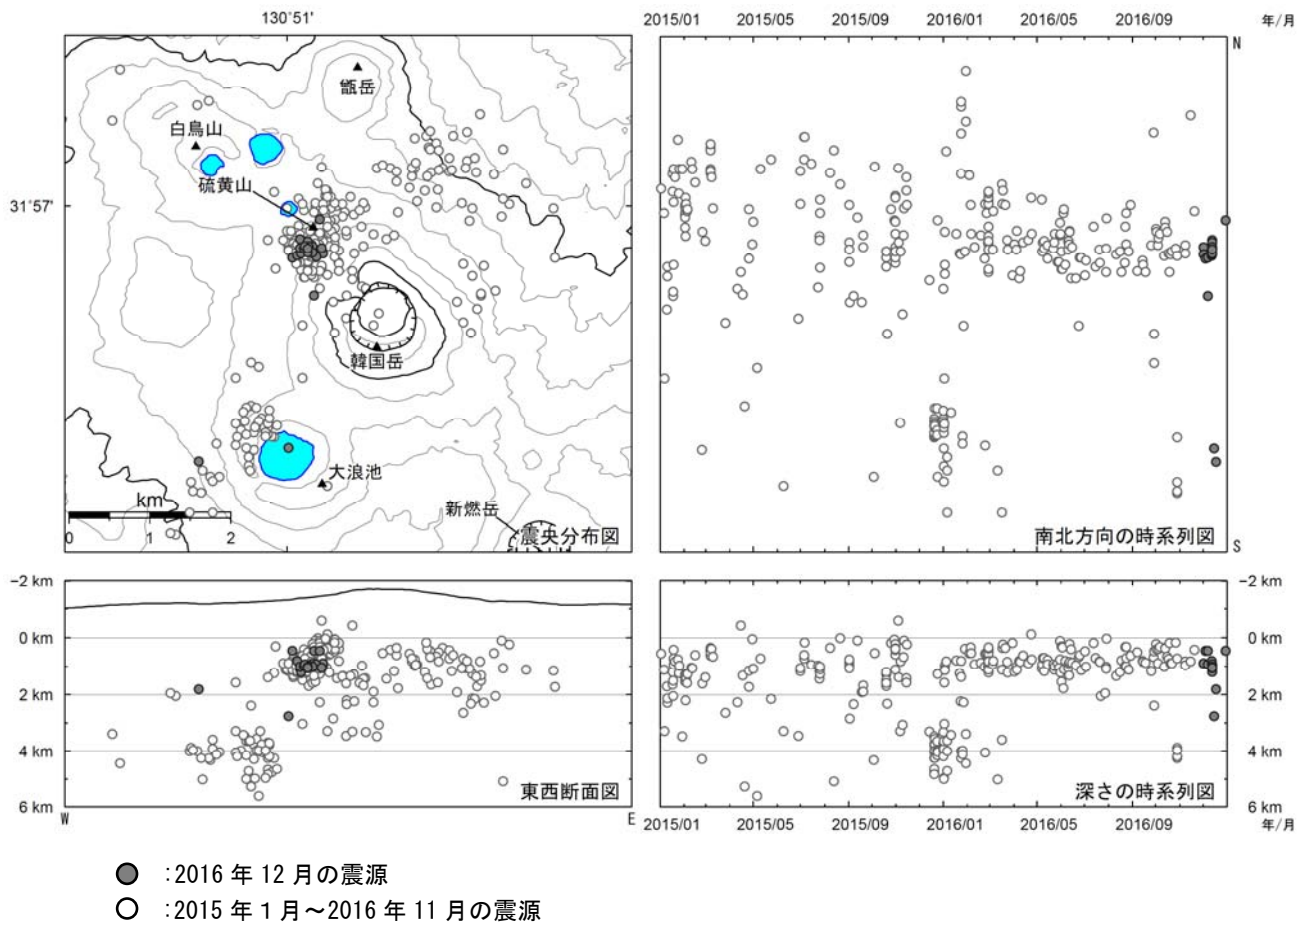 130°51'
2015/01 2015/05 2015/09 2016/01 2016/05 2016/09 年/月
N
甑岳
白鳥山
硫黄山
31°57'
韓国岳
大浪池
km
新燃岳
0 1 2
震央分布図
南北方向の時系列図
S
-2 km
0 km
2 km
4 km
6 km
東西断面図
W E
-2 km
0 km
2 km
4 km
6 km
深さの時系列図
2015/01 2015/05 2015/09 2016/01 2016/05 2016/09 年/月
:2016 年 12 月の震源
:2015 年 1 月～2016 年 11 月の震源